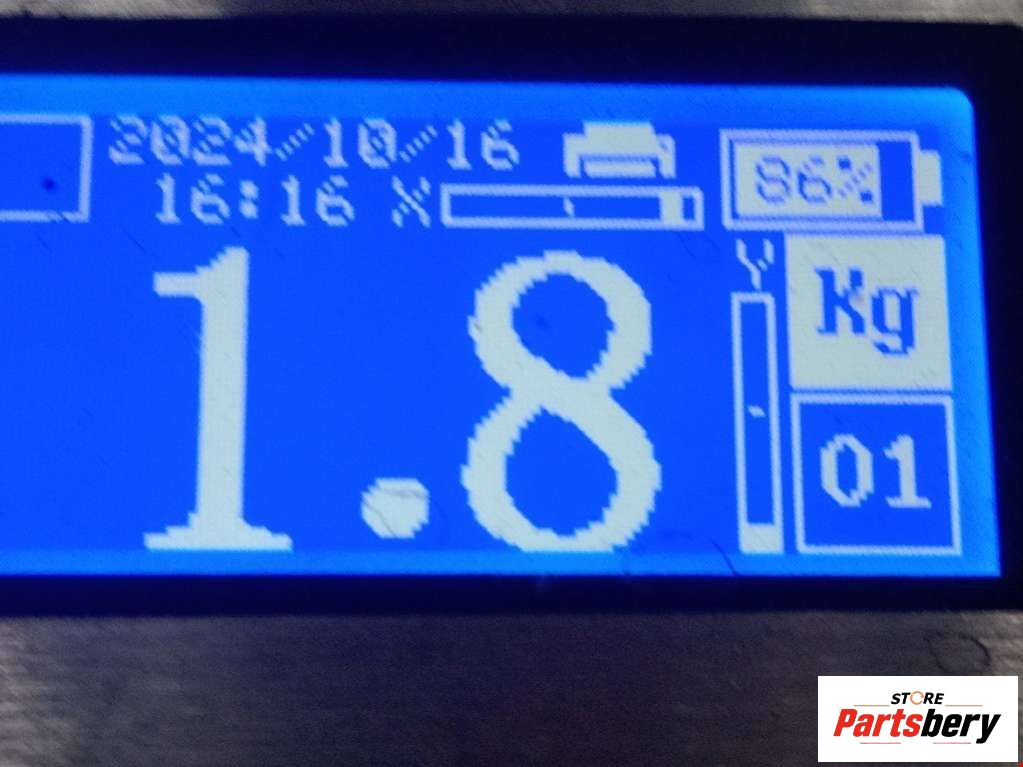 2024/10/16
16:16 X
86%
Y
Kg
1.8
01
STORE
Partsbery